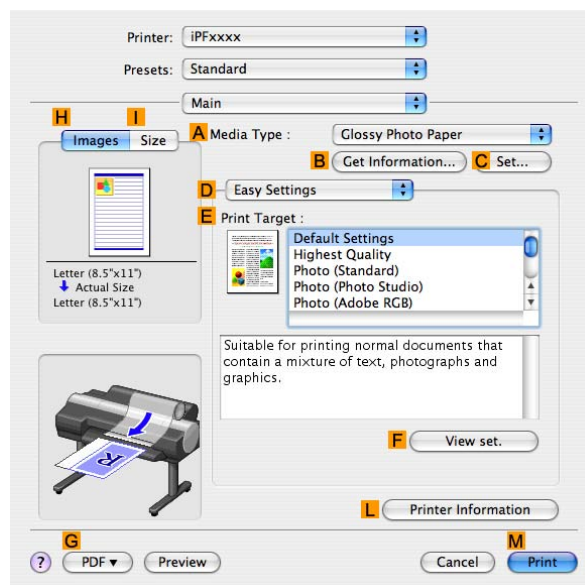 Printer: iPFxxxx
Presets: Standard
Main
H I
Images Size
A Media Type : Glossy Photo Paper
B Get Information... C Set...
D Easy Settings
E Print Target :
Default Settings
Highest Quality
Photo (Standard)
Photo (Photo Studio)
Photo (Adobe RGB)
Letter (8.5"x11")
Actual Size
Letter (8.5"x11")
Suitable for printing normal documents that
contain a mixture of text, photographs and
graphics.
R
F View set.
L Printer Information
G M
? PDF▼ Preview Cancel Print